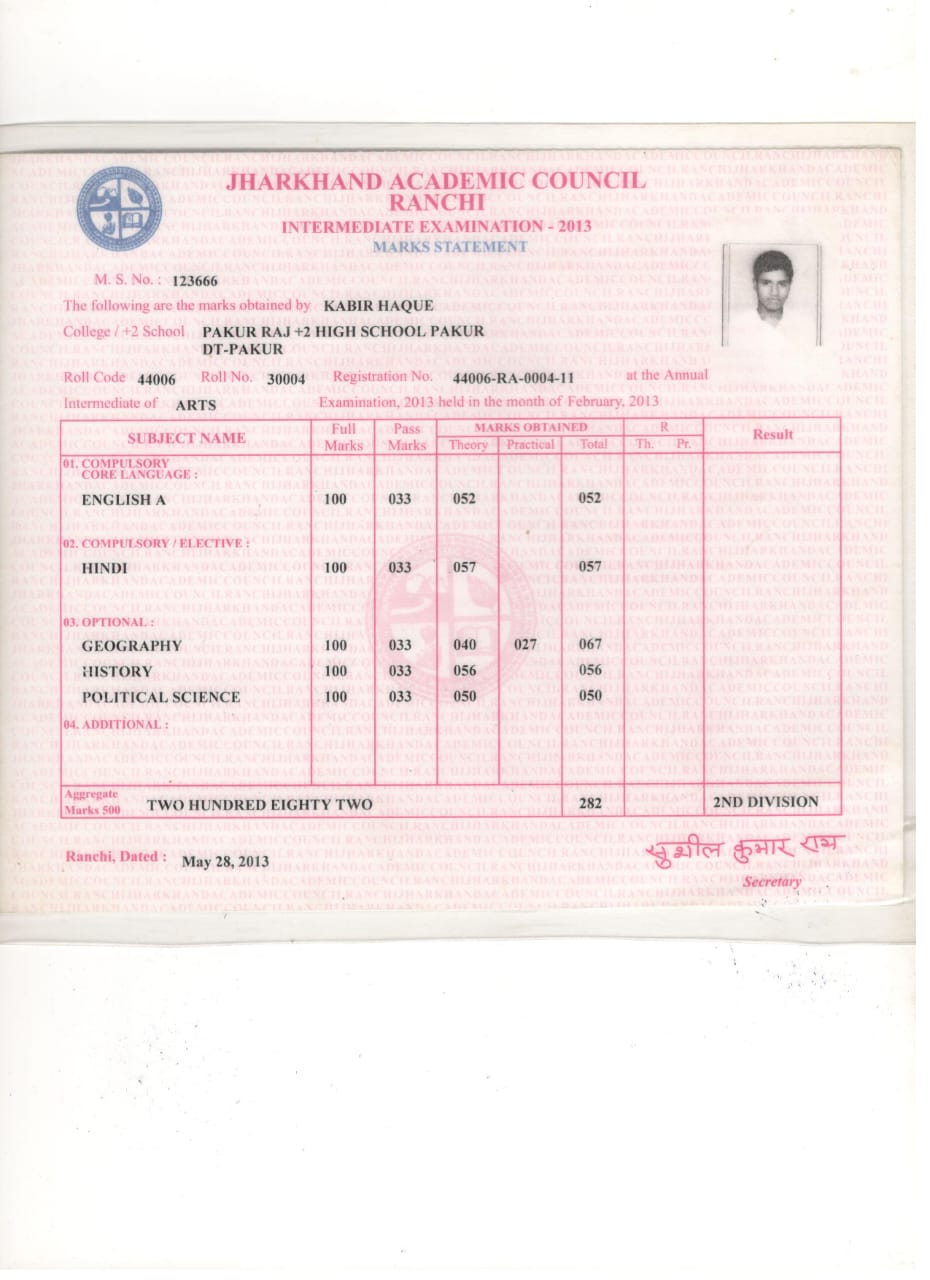 JHARKHAND ACADEMIC COUNCIL
RANCHI
INTERMEDIATE EXAMINATION - 2013
MARKS STATEMENT
M. S. No. : 123666
The following are the marks obtained by KABIR HAQUE
College / +2 School PAKUR RAJ +2 HIGH SCHOOL PAKUR
DT-PAKUR
Roll Code 44006 Roll No. 30004 Registration No. 44006-RA-0004-11 at the Annual
Intermediate of ARTS Examination, 2013 held in the month of February, 2013
SUBJECT NAME Full Marks Pass Marks MARKS OBTAINED R Result
Theory Practical Total Th. Pr.
01. COMPULSORY
CORE LANGUAGE :
ENGLISH A 100 033 052 052
02. COMPULSORY / ELECTIVE :
HINDI 100 033 057 057
03. OPTIONAL :
GEOGRAPHY 100 033 040 027 067
HISTORY 100 033 056 056
POLITICAL SCIENCE 100 033 050 050
04. ADDITIONAL :
Aggregate
Marks 500 TWO HUNDRED EIGHTY TWO 282 2ND DIVISION
Ranchi, Dated : May 28, 2013
सुशील कुमार राय
Secretary